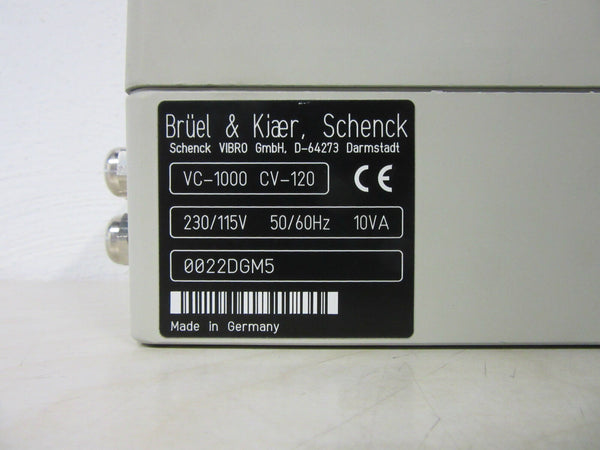 Brüel & Kjær, Schenck
Schenck VIBRO GmbH, D-64273 Darmstadt
VC-1000 CV-120 CE
230/115V 50/60Hz 10VA
0022DGM5
Made in Germany